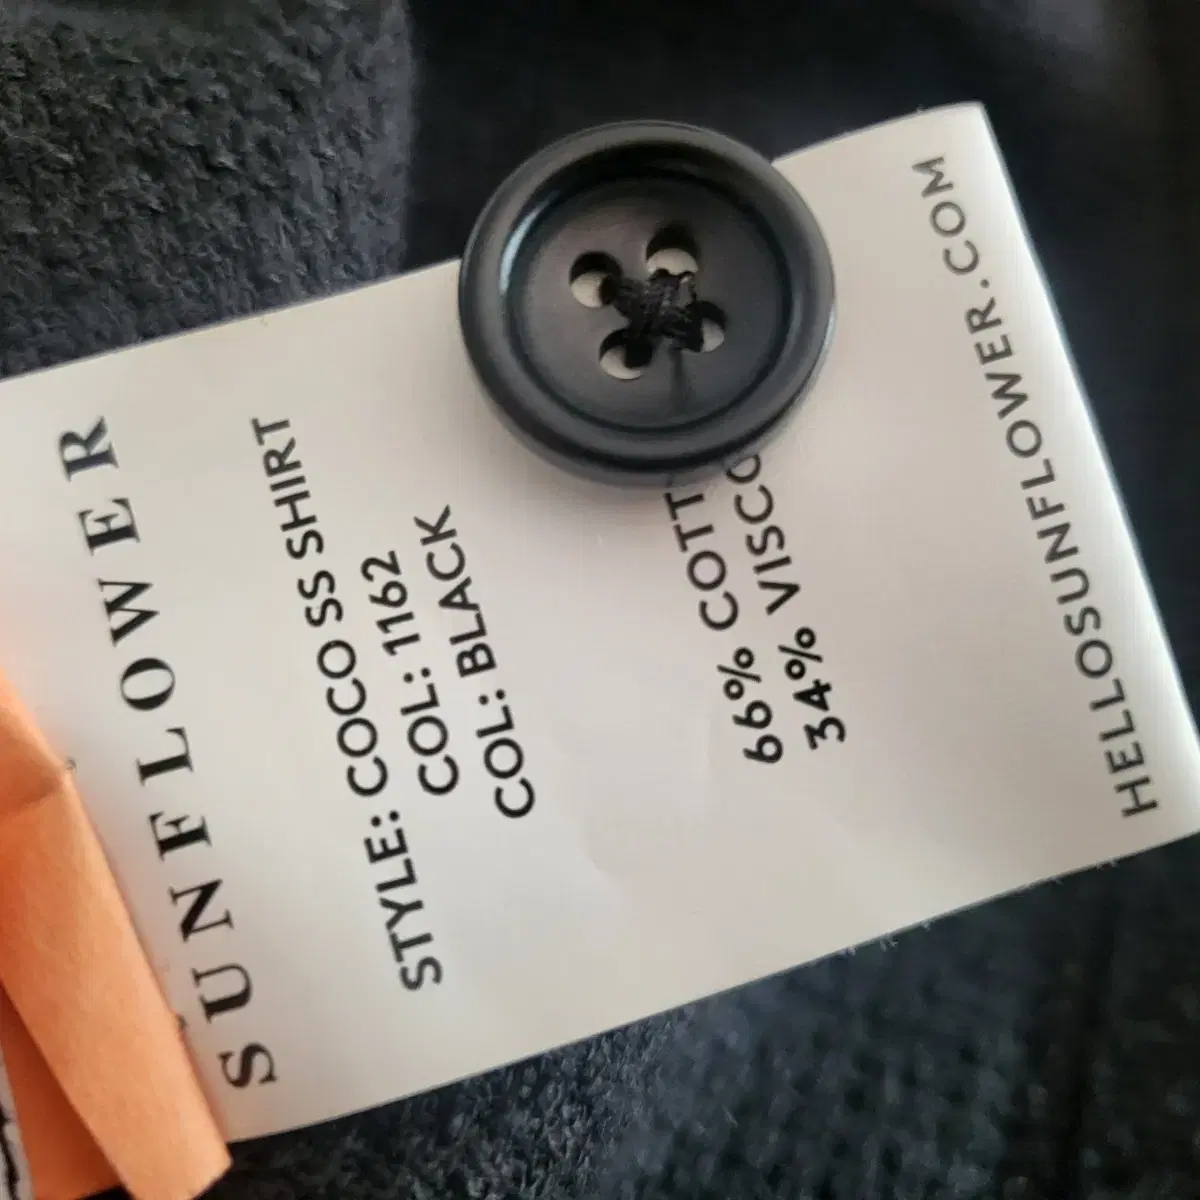 SUNFLOWER
STYLE: COCO SS SHIRT
COL: 1162
COL: BLACK
66% COTT
34% VISCO
HELLOSUNFLOWER.COM